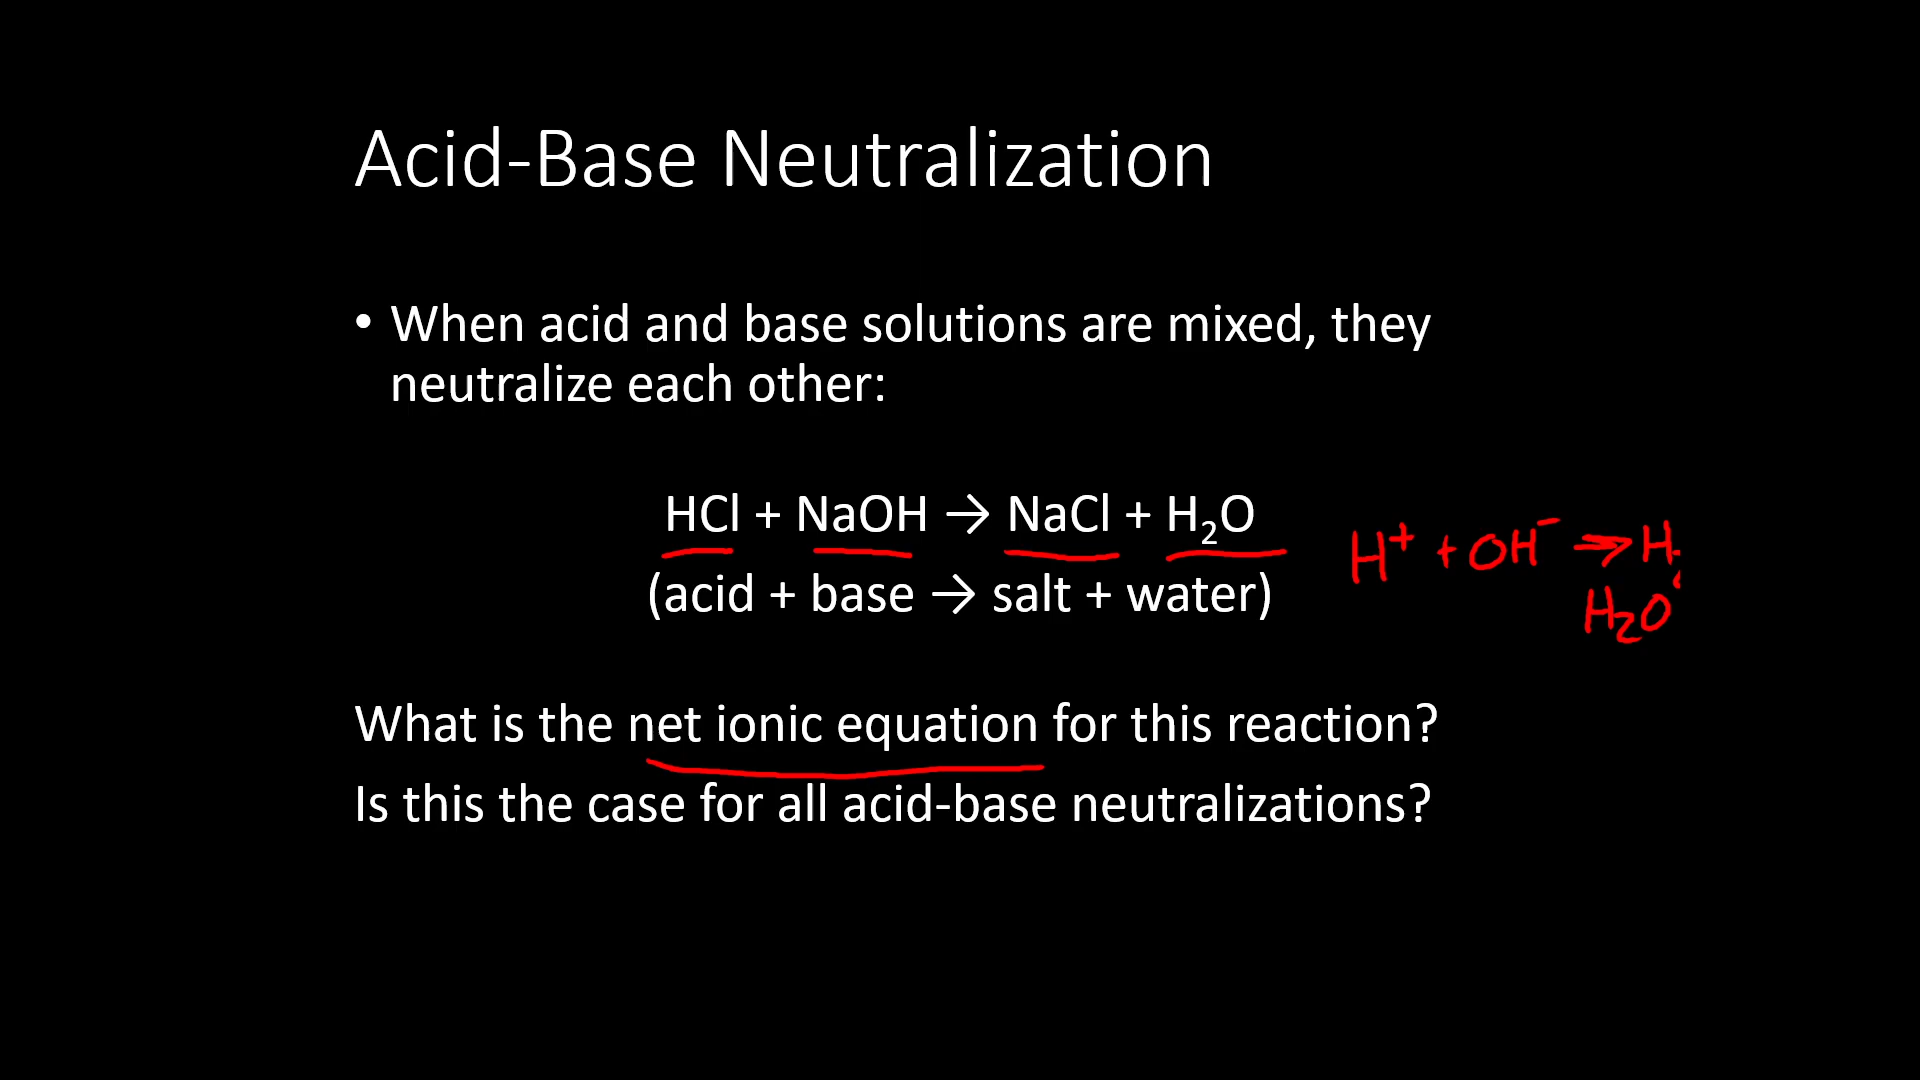 Acid-Base Neutralization
• When acid and base solutions are mixed, they
neutralize each other:
HCl + NaOH → NaCl + H₂O
(acid + base → salt + water)
H⁺ + OH⁻ → H
H₂O
What is the net ionic equation for this reaction?
Is this the case for all acid-base neutralizations?